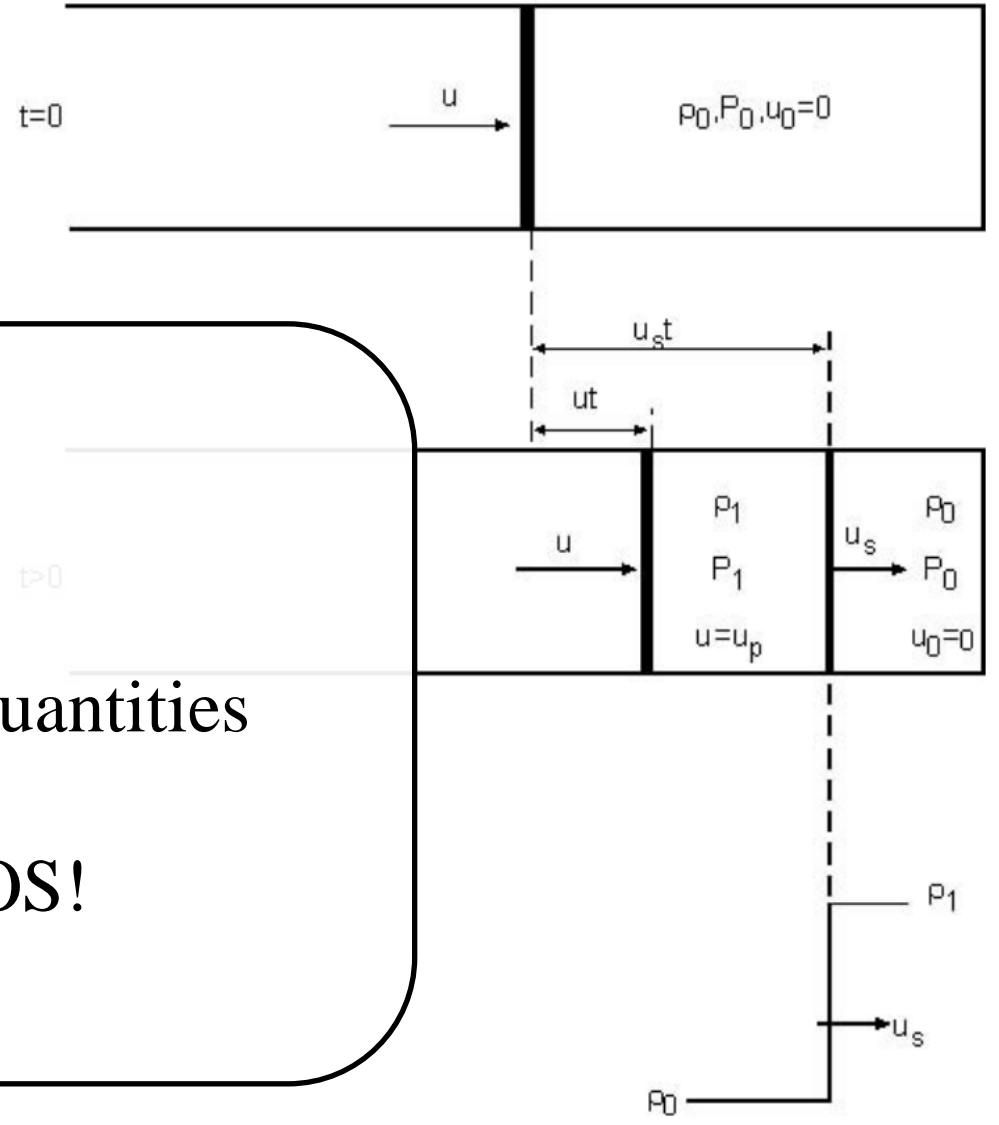 t=0
u
ρ₀,P₀,u₀=0
uₛt
ut
t>0
u
ρ₁
P₁
u=uₚ
uₛ
ρ₀
P₀
u₀=0
uantities
OS!
ρ₁
uₛ
ρ₀